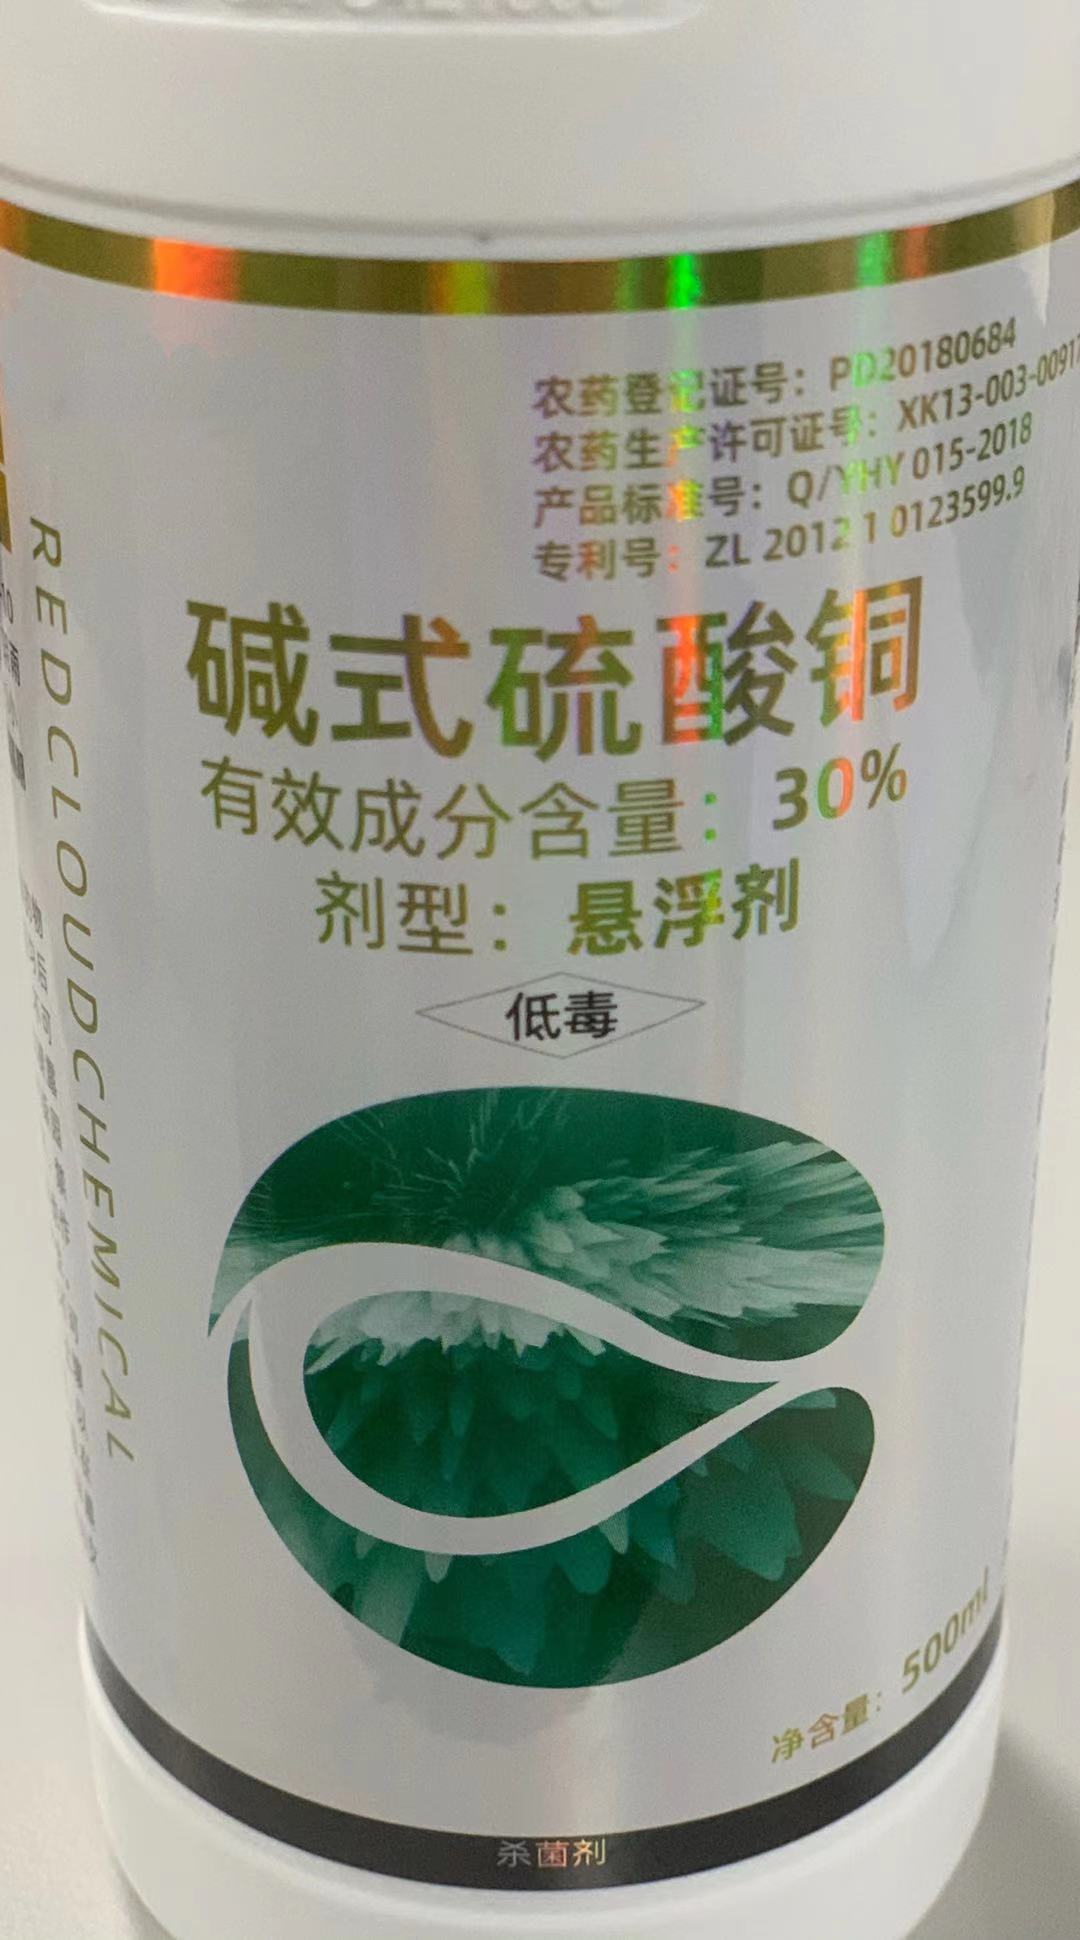 农药登记证号：PD20180684
农药生产许可证号：XK13-003-00917
产品标准号：Q/YHY 015-2018
专利号：ZL 2012 1 0123599.9
碱式硫酸铜
有效成分含量：30%
剂型：悬浮剂
低毒
REDCLOUDCHEMICAL
净含量：500ml
杀菌剂